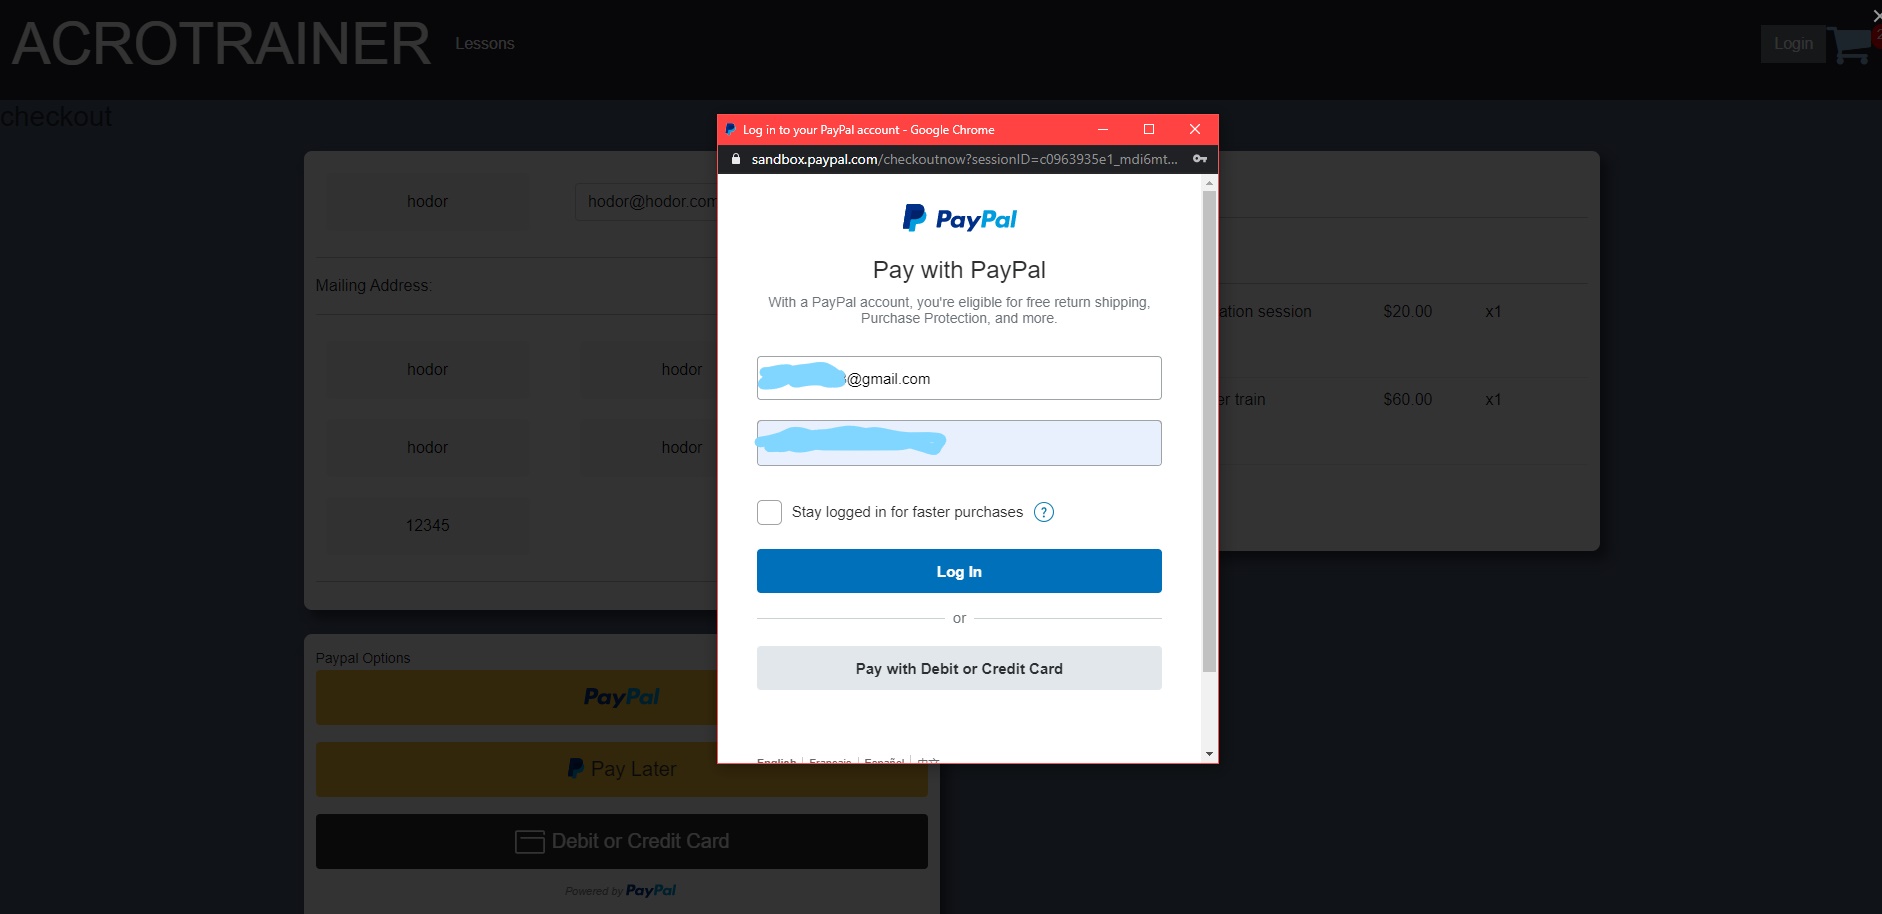 ACROTRAINER
Lessons
Login
checkout
hodor
hodor@hodor.com
Mailing Address:
hodor
hodor
hodor
hodor
12345
Paypal Options
PayPal
Pay Later
Debit or Credit Card
Powered by PayPal
Log in to your PayPal account - Google Chrome
sandbox.paypal.com/checkoutnow?sessionID=c0963935e1_mdi6mt...
PayPal
Pay with PayPal
With a PayPal account, you're eligible for free return shipping,
Purchase Protection, and more.
@gmail.com
Stay logged in for faster purchases ?
Log In
or
Pay with Debit or Credit Card
English Français Español 中文
ation session $20.00 x1
er train $60.00 x1